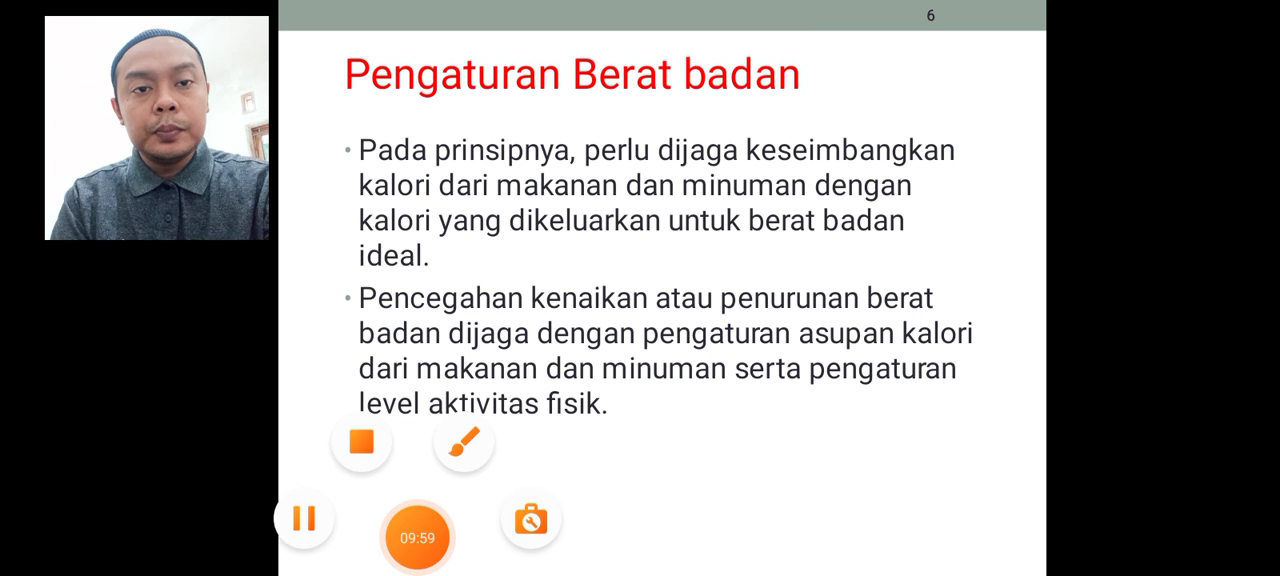 6
Pengaturan Berat badan
• Pada prinsipnya, perlu dijaga keseimbangkan
kalori dari makanan dan minuman dengan
kalori yang dikeluarkan untuk berat badan
ideal.
• Pencegahan kenaikan atau penurunan berat
badan dijaga dengan pengaturan asupan kalori
dari makanan dan minuman serta pengaturan
level aktivitas fisik.
09:59